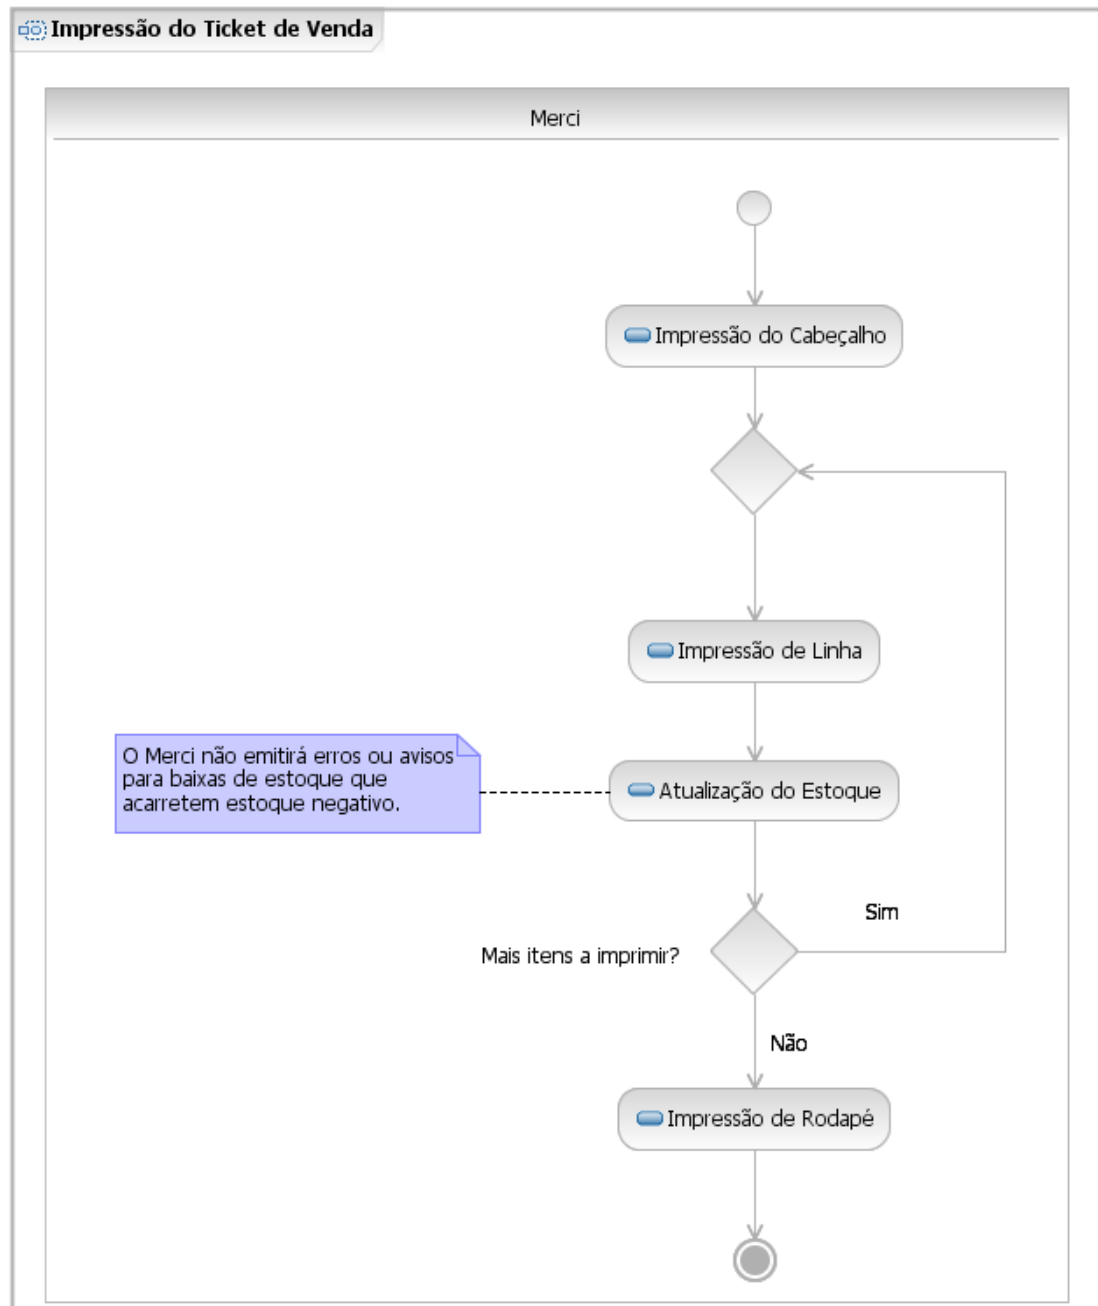 Impressão do Ticket de Venda
Merci
Impressão do Cabeçalho
Impressão de Linha
O Merci não emitirá erros ou avisos
para baixas de estoque que
acarretem estoque negativo.
Atualização do Estoque
Sim
Mais itens a imprimir?
Não
Impressão de Rodapé